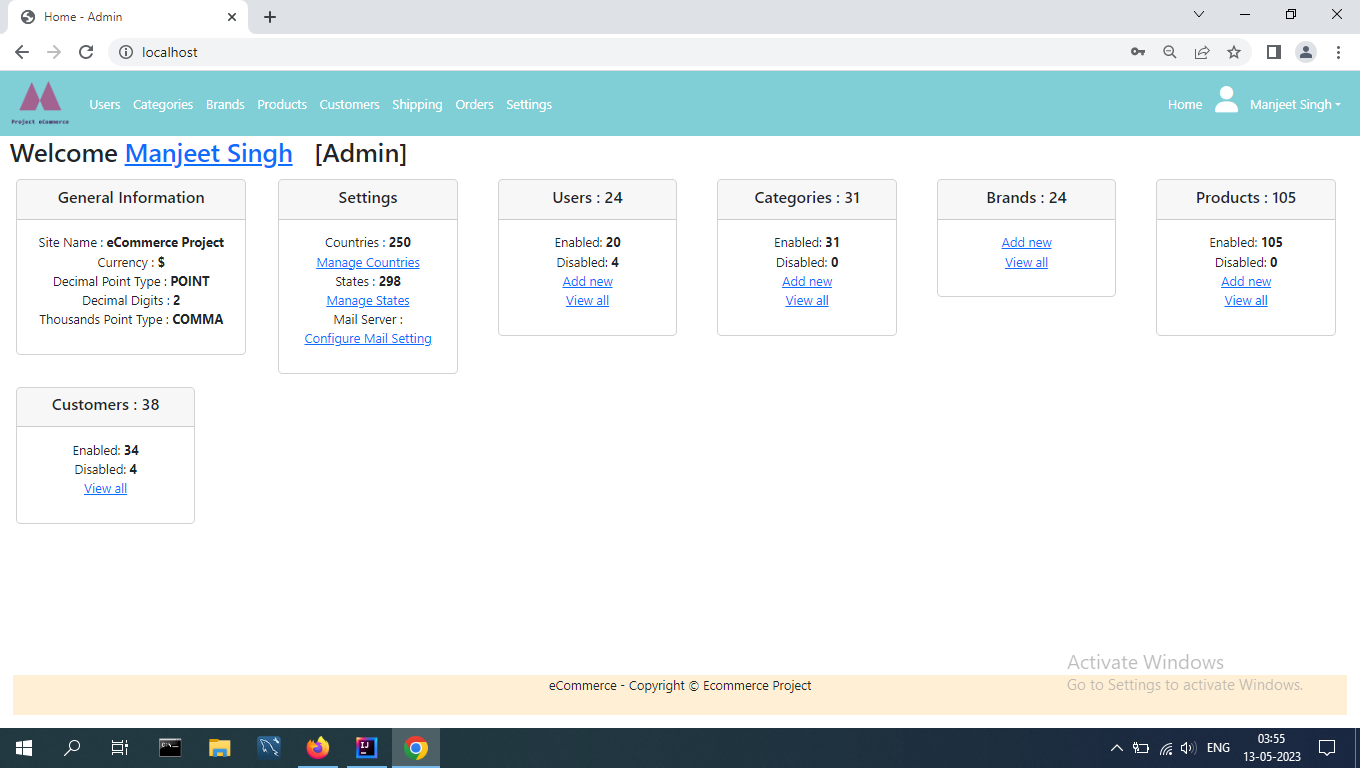 Home - Admin
localhost
Project eCommerce
Users Categories Brands Products Customers Shipping Orders Settings
Home Manjeet Singh
Welcome Manjeet Singh [Admin]
General Information
Site Name : eCommerce Project
Currency : $
Decimal Point Type : POINT
Decimal Digits : 2
Thousands Point Type : COMMA
Settings
Countries : 250
Manage Countries
States : 298
Manage States
Mail Server :
Configure Mail Setting
Users : 24
Enabled: 20
Disabled: 4
Add new
View all
Categories : 31
Enabled: 31
Disabled: 0
Add new
View all
Brands : 24
Add new
View all
Products : 105
Enabled: 105
Disabled: 0
Add new
View all
Customers : 38
Enabled: 34
Disabled: 4
View all
Activate Windows
Go to Settings to activate Windows.
eCommerce - Copyright © Ecommerce Project
ENG
03:55
13-05-2023